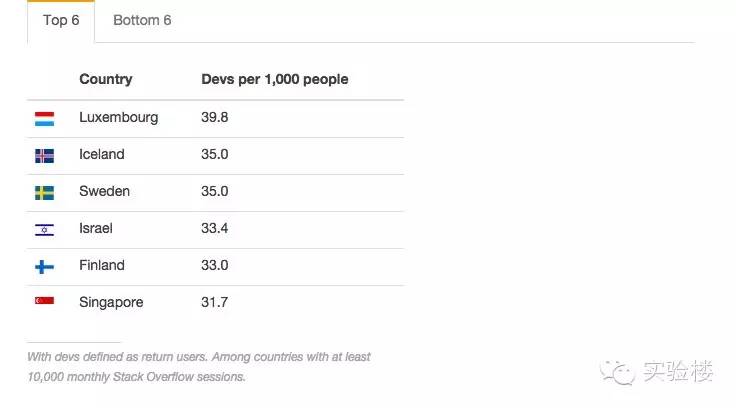 Top 6 Bottom 6
Country Devs per 1,000 people
Luxembourg 39.8
Iceland 35.0
Sweden 35.0
Israel 33.4
Finland 33.0
Singapore 31.7
With devs defined as return users. Among countries with at least
10,000 monthly Stack Overflow sessions.
实验楼